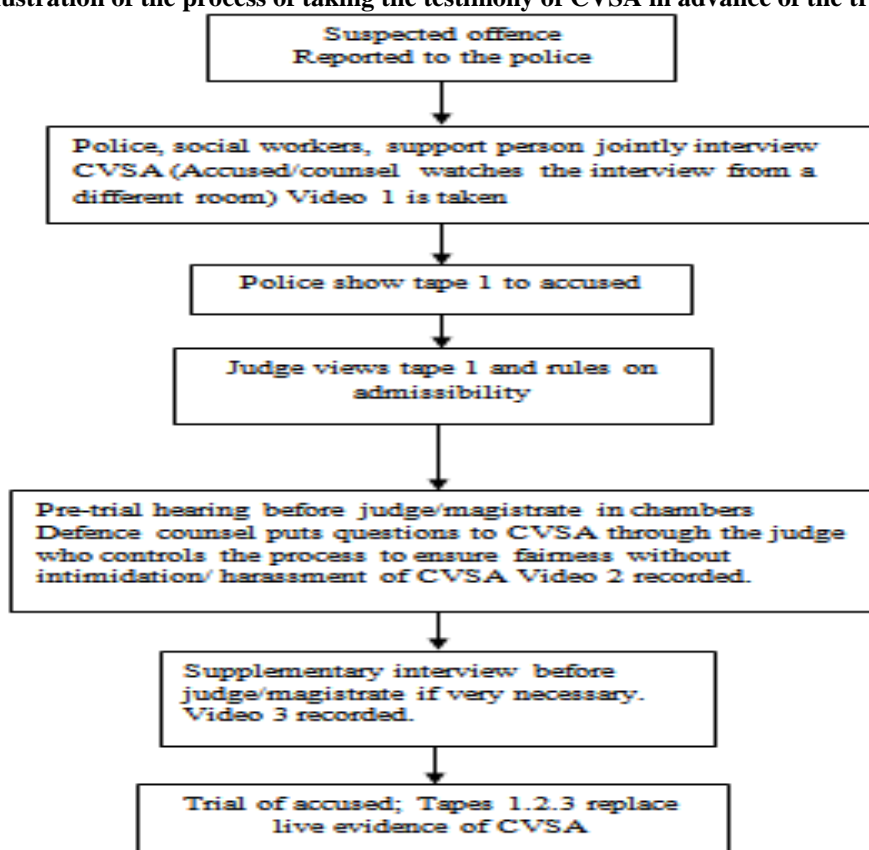 ustration of the process of taking the testimony of CVSA in advance of the tr
Suspected offence
Reported to the police
Police, social workers, support person jointly interview
CVSA (Accused/counsel watches the interview from a
different room) Video 1 is taken
Police show tape 1 to accused
Judge views tape 1 and rules on
admissibility
Pre-trial hearing before judge/magistrate in chambers
Defence counsel puts questions to CVSA through the judge
who controls the process to ensure fairness without
intimidation/ harassment of CVSA Video 2 recorded.
Supplementary interview before
judge/magistrate if very necessary.
Video 3 recorded.
Trial of accused; Tapes 1.2.3 replace
live evidence of CVSA